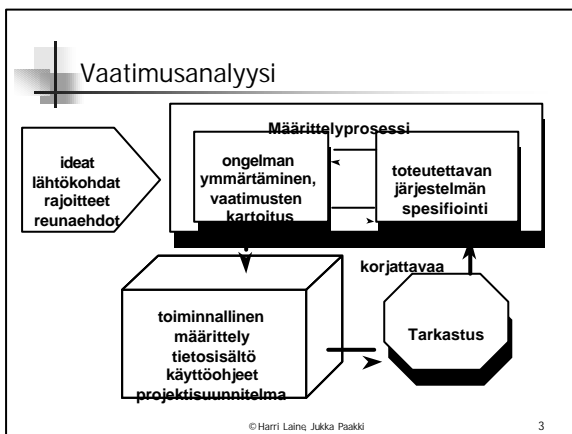 Vaatimusanalyysi
Määrittelyprosessi
ideat
lähtökohdat
rajoitteet
reunaehdot
ongelman
ymmärtäminen,
vaatimusten
kartoitus
toteutettavan
järjestelmän
spesifiointi
korjattavaa
toiminnallinen
määrittely
tietosisältö
käyttöohjeet
projektisuunnitelma
Tarkastus
© Harri Laine, Jukka Paakki
3